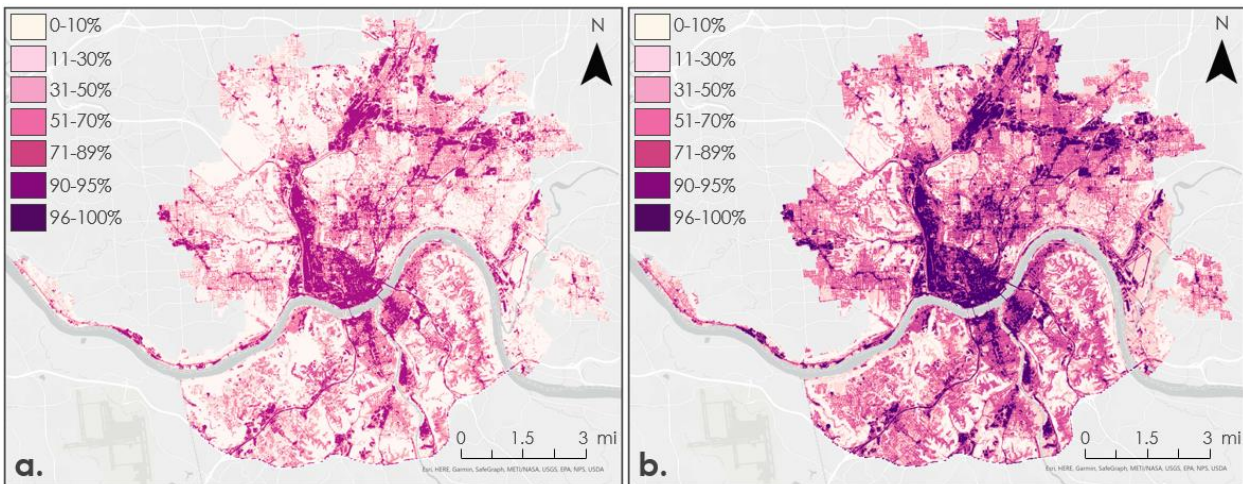 0-10%
11-30%
31-50%
51-70%
71-89%
90-95%
96-100%
N
0 1.5 3 mi
Esri, HERE, Garmin, SafeGraph, METI/NASA, USGS, EPA, NPS, USDA
a.
0-10%
11-30%
31-50%
51-70%
71-89%
90-95%
96-100%
N
0 1.5 3 mi
Esri, HERE, Garmin, SafeGraph, METI/NASA, USGS, EPA, NPS, USDA
b.